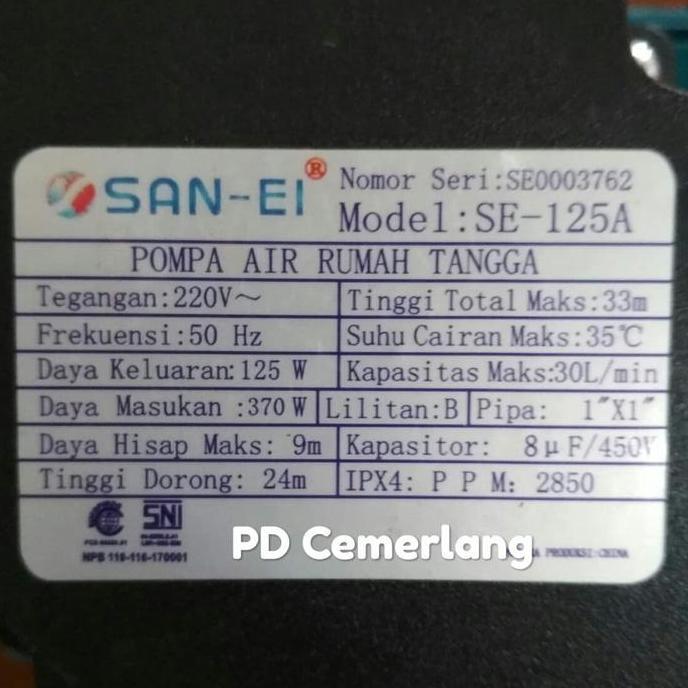 SAN-EI® Nomor Seri:SE0003762
Model:SE-125A
POMPA AIR RUMAH TANGGA
Tegangan:220V～ Tinggi Total Maks:33m
Frekuensi:50 Hz Suhu Cairan Maks:35℃
Daya Keluaran:125 W Kapasitas Maks:30L/min
Daya Masukan :370 W Lilitan:B Pipa: 1"X1"
Daya Hisap Maks: 9m Kapasitor: 8μF/450V
Tinggi Dorong: 24m IPX4: P P M: 2850
SNI
NPB 116-116-170001
PD Cemerlang
PRODUKSI:CHINA